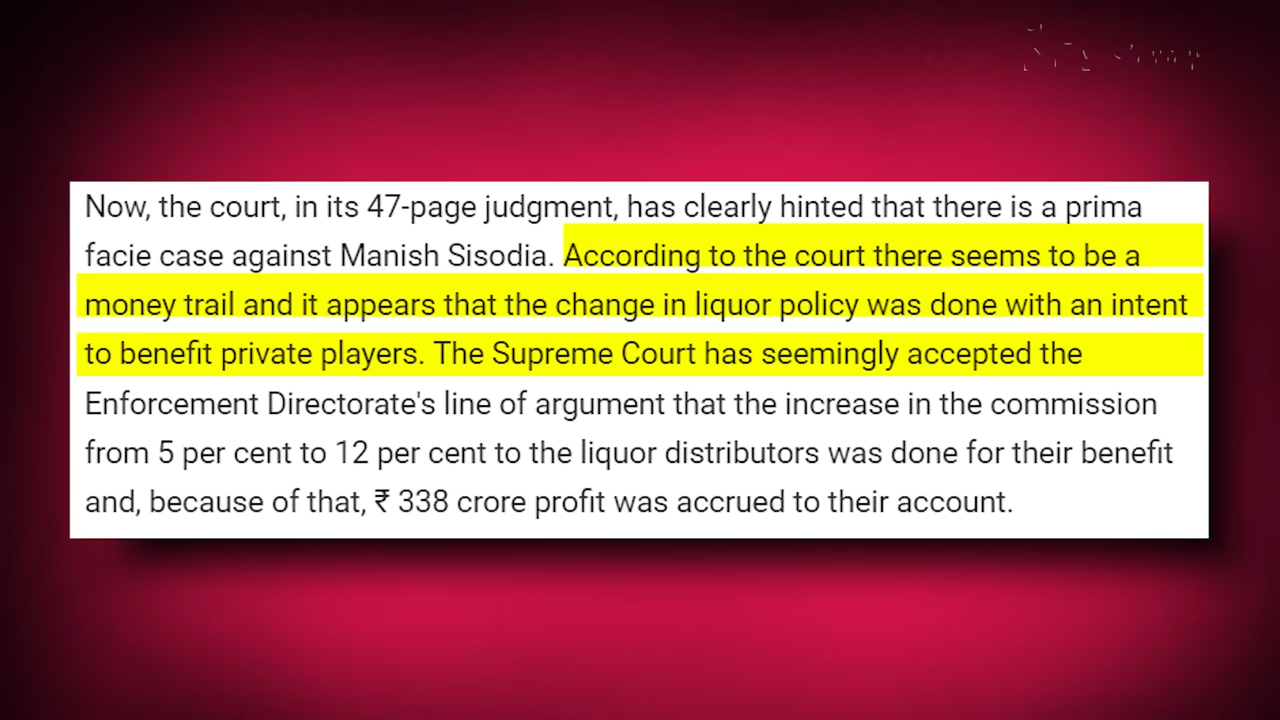 Now, the court, in its 47-page judgment, has clearly hinted that there is a prima
facie case against Manish Sisodia. According to the court there seems to be a
money trail and it appears that the change in liquor policy was done with an intent
to benefit private players. The Supreme Court has seemingly accepted the
Enforcement Directorate's line of argument that the increase in the commission
from 5 per cent to 12 per cent to the liquor distributors was done for their benefit
and, because of that, ₹ 338 crore profit was accrued to their account.